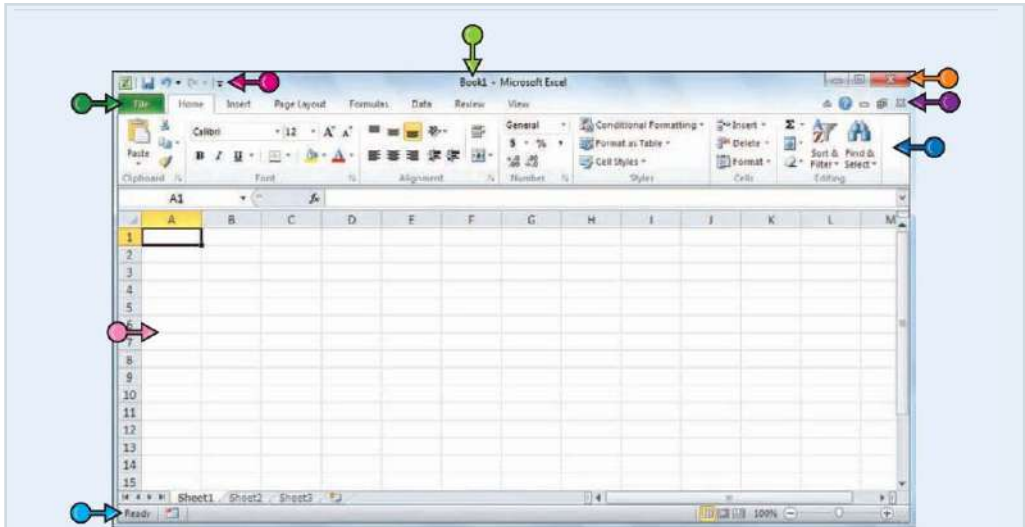 Book1 - Microsoft Excel
File Home Insert Page Layout Formulas Data Review View
Calibri 12 A A General Conditional Formatting Insert Σ
Paste B I U A $ % , Format as Table Delete Sort & Find &
Cell Styles Format Filter Select
Clipboard Font Alignment Number Styles Cells Editing
A1 fx
A B C D E F G H I J K L M
1
2
3
4
5
6
7
8
9
10
11
12
13
14
15
Sheet1 Sheet2 Sheet3
Ready 100%